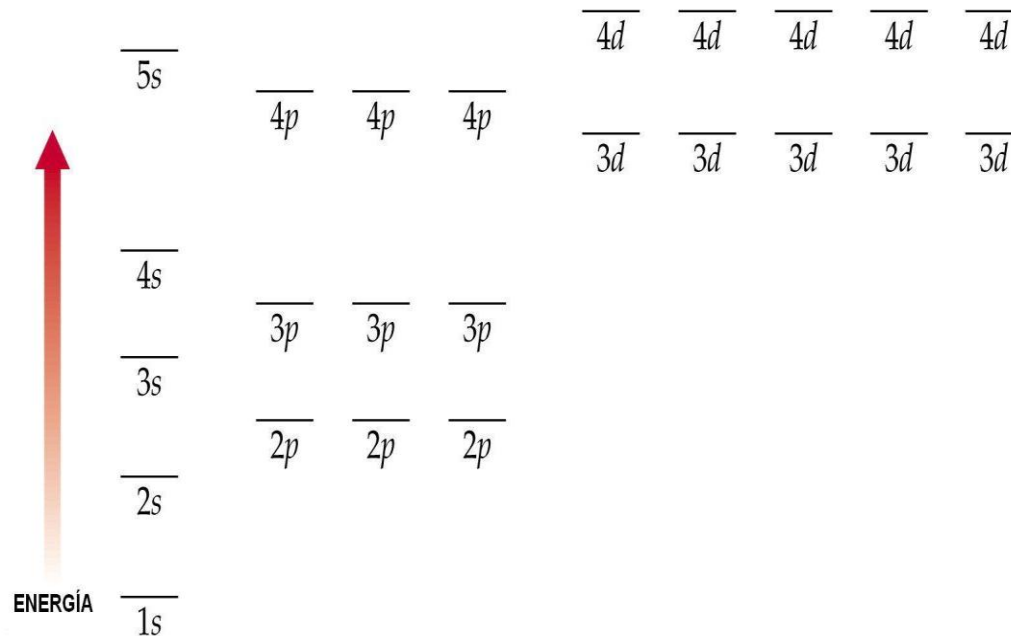 4d 4d 4d 4d 4d
5s
4p 4p 4p
3d 3d 3d 3d 3d
4s
3p 3p 3p
3s
2p 2p 2p
2s
ENERGÍA
1s